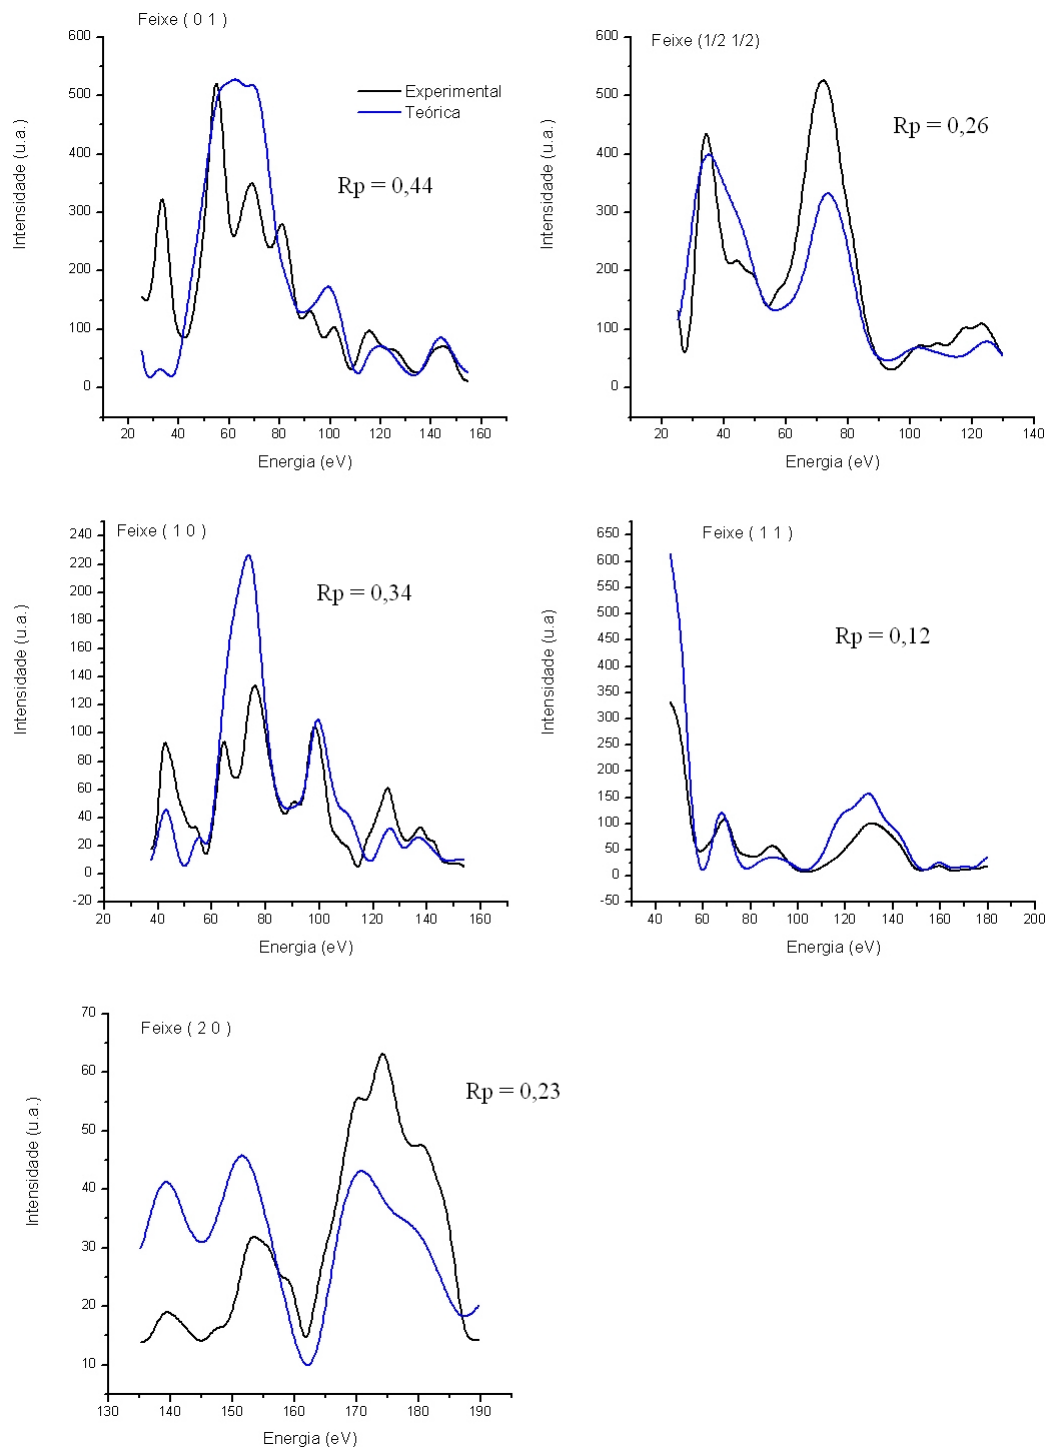 Feixe ( 0 1 )
600
500
400
300
200
100
0
Intensidade (u.a.)
Experimental
Teórica
Rp = 0,44
20 40 60 80 100 120 140 160
Energia (eV)
Feixe (1/2 1/2)
600
500
400
300
200
100
0
Intensidade (u.a.)
Rp = 0,26
20 40 60 80 100 120 140
Energia (eV)
Feixe ( 1 0 )
240
220
200
180
160
140
120
100
80
60
40
20
0
-20
Intensidade (u.a.)
Rp = 0,34
20 40 60 80 100 120 140 160
Energia (eV)
Feixe ( 1 1 )
650
600
550
500
450
400
350
300
250
200
150
100
50
0
-50
Intensidade (u.a)
Rp = 0,12
40 60 80 100 120 140 160 180 200
Energia (eV)
Feixe ( 2 0 )
70
60
50
40
30
20
10
Intensidade (u.a.)
Rp = 0,23
130 140 150 160 170 180 190
Energia (eV)